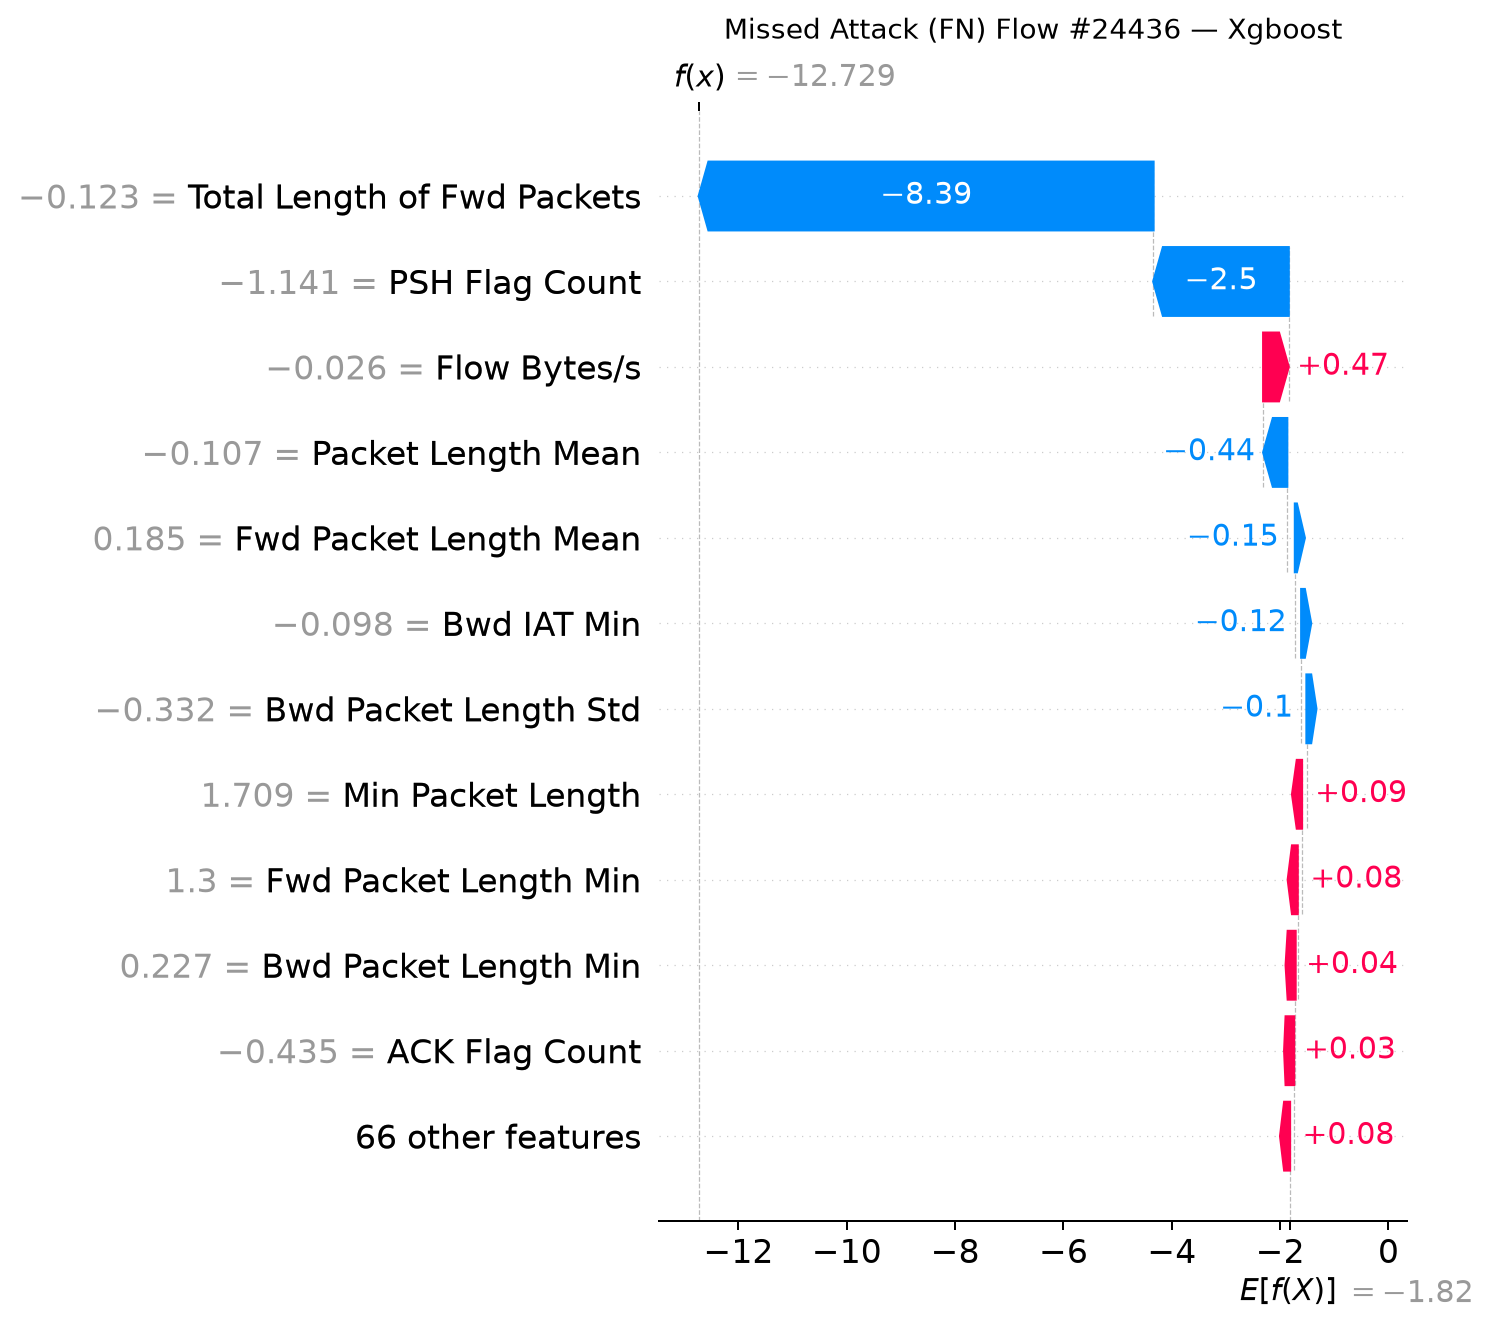 Missed Attack (FN) Flow #24436 — Xgboost
f(x) = −12.729
−0.123 = Total Length of Fwd Packets −8.39
−1.141 = PSH Flag Count −2.5
−0.026 = Flow Bytes/s +0.47
−0.107 = Packet Length Mean −0.44
0.185 = Fwd Packet Length Mean −0.15
−0.098 = Bwd IAT Min −0.12
−0.332 = Bwd Packet Length Std −0.1
1.709 = Min Packet Length +0.09
1.3 = Fwd Packet Length Min +0.08
0.227 = Bwd Packet Length Min +0.04
−0.435 = ACK Flag Count +0.03
66 other features +0.08
−12 −10 −8 −6 −4 −2 0
E[f(X)] = −1.82